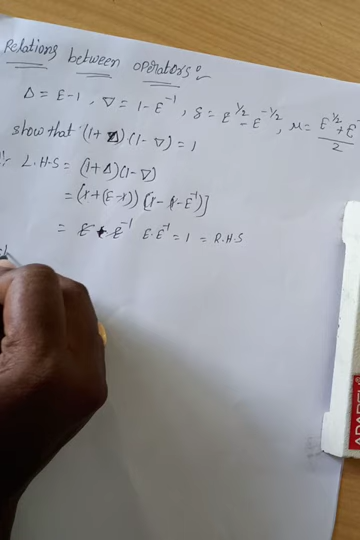 Relations between operators:
Δ = E-1, ∇ = 1-E⁻¹, δ = E^1/2 - E^-1/2, μ = E^1/2 + E⁻ / 2
show that (1+Δ)(1-∇) = 1
L.H.S = (1+Δ)(1-∇)
= (1+(E-1)) (1-1-E⁻¹)]
= E E⁻¹ E.E⁻¹ = 1 = R.H.S